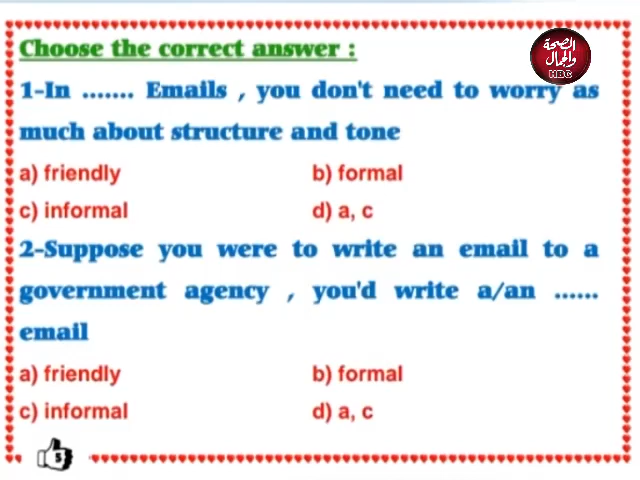 Choose the correct answer :
الصحة
والجمال
HBG
1-In ....... Emails , you don't need to worry as
much about structure and tone
a) friendly b) formal
c) informal d) a, c
2-Suppose you were to write an email to a
government agency , you'd write a/an ......
email
a) friendly b) formal
c) informal d) a, c
5